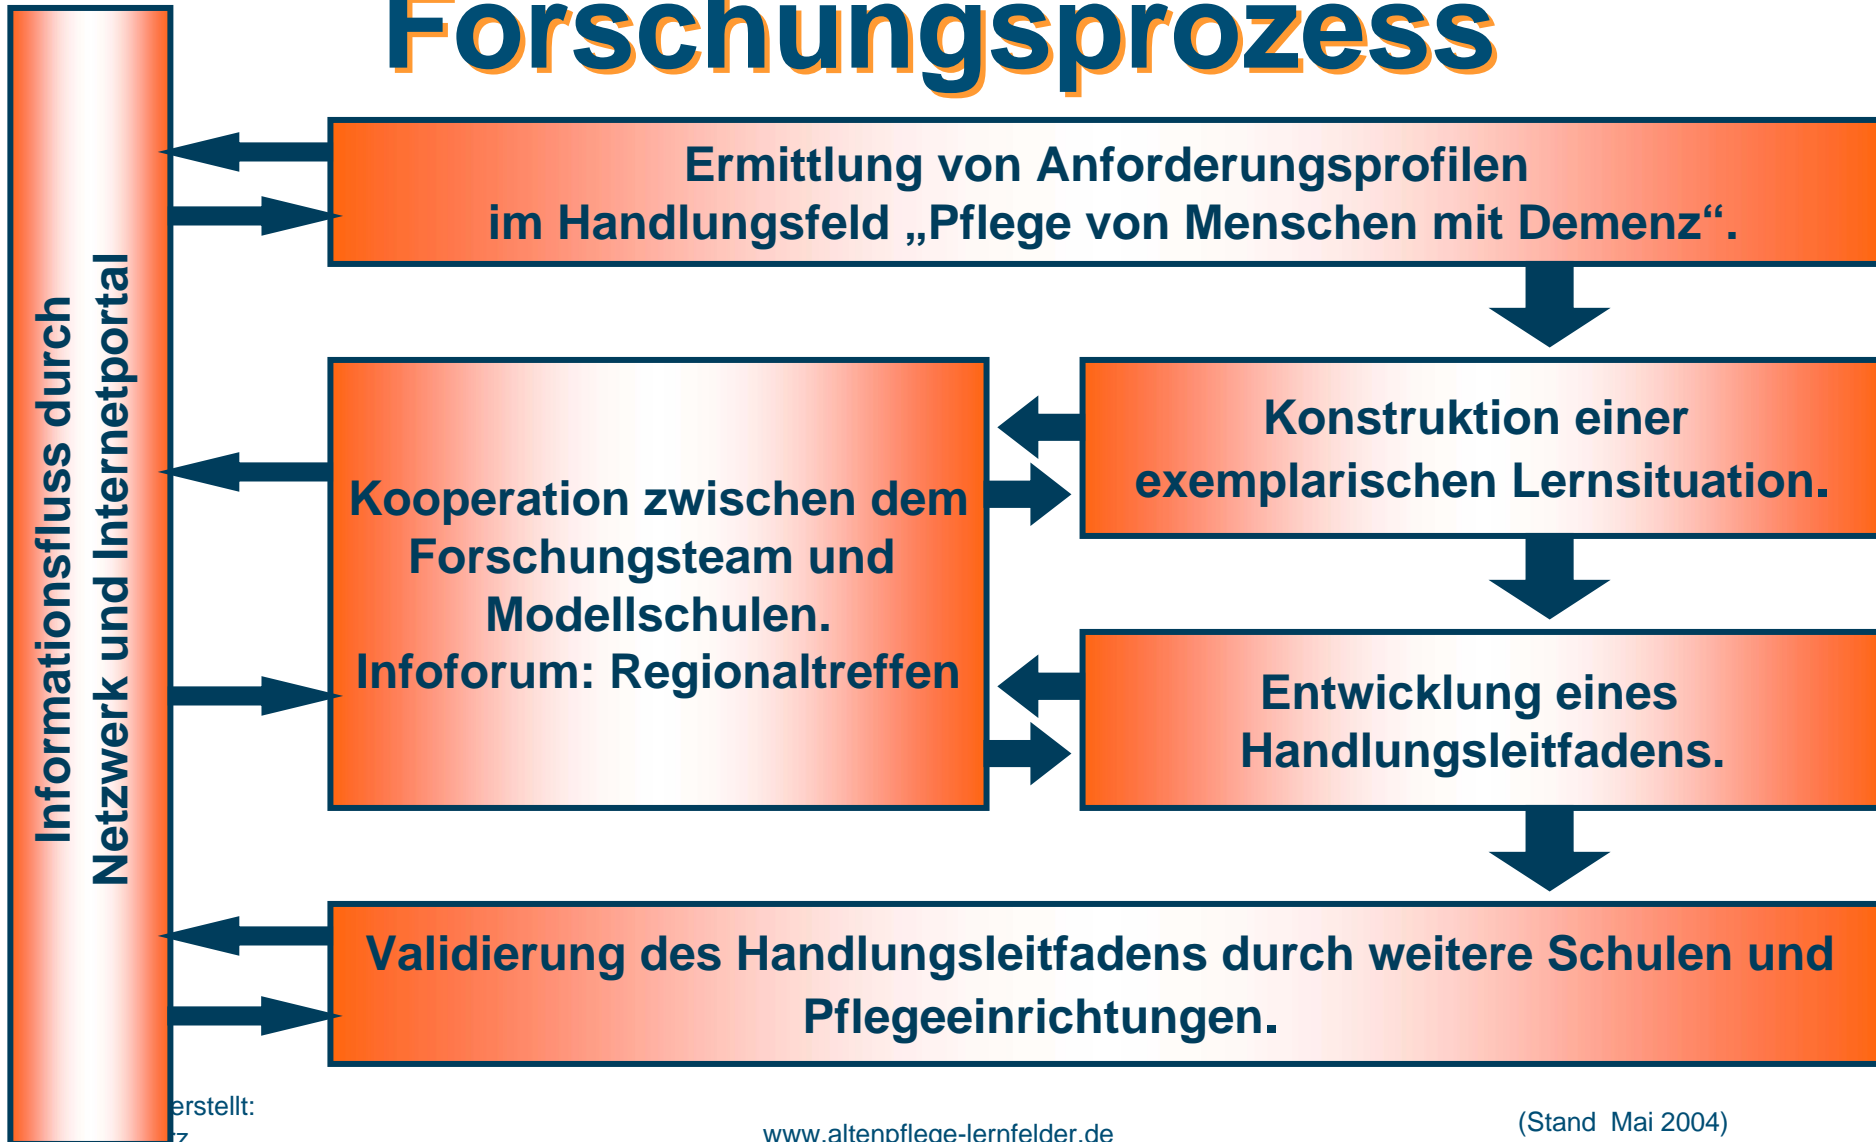 Forschungsprozess
Informationsfluss durch
Netzwerk und Internetportal
Ermittlung von Anforderungsprofilen
im Handlungsfeld „Pflege von Menschen mit Demenz“.
Kooperation zwischen dem
Forschungsteam und
Modellschulen.
Infoforum: Regionaltreffen
Konstruktion einer
exemplarischen Lernsituation.
Entwicklung eines
Handlungsleitfadens.
Validierung des Handlungsleitfadens durch weitere Schulen und
Pflegeeinrichtungen.
erstellt:
www.altenpflege-lernfelder.de
(Stand Mai 2004)